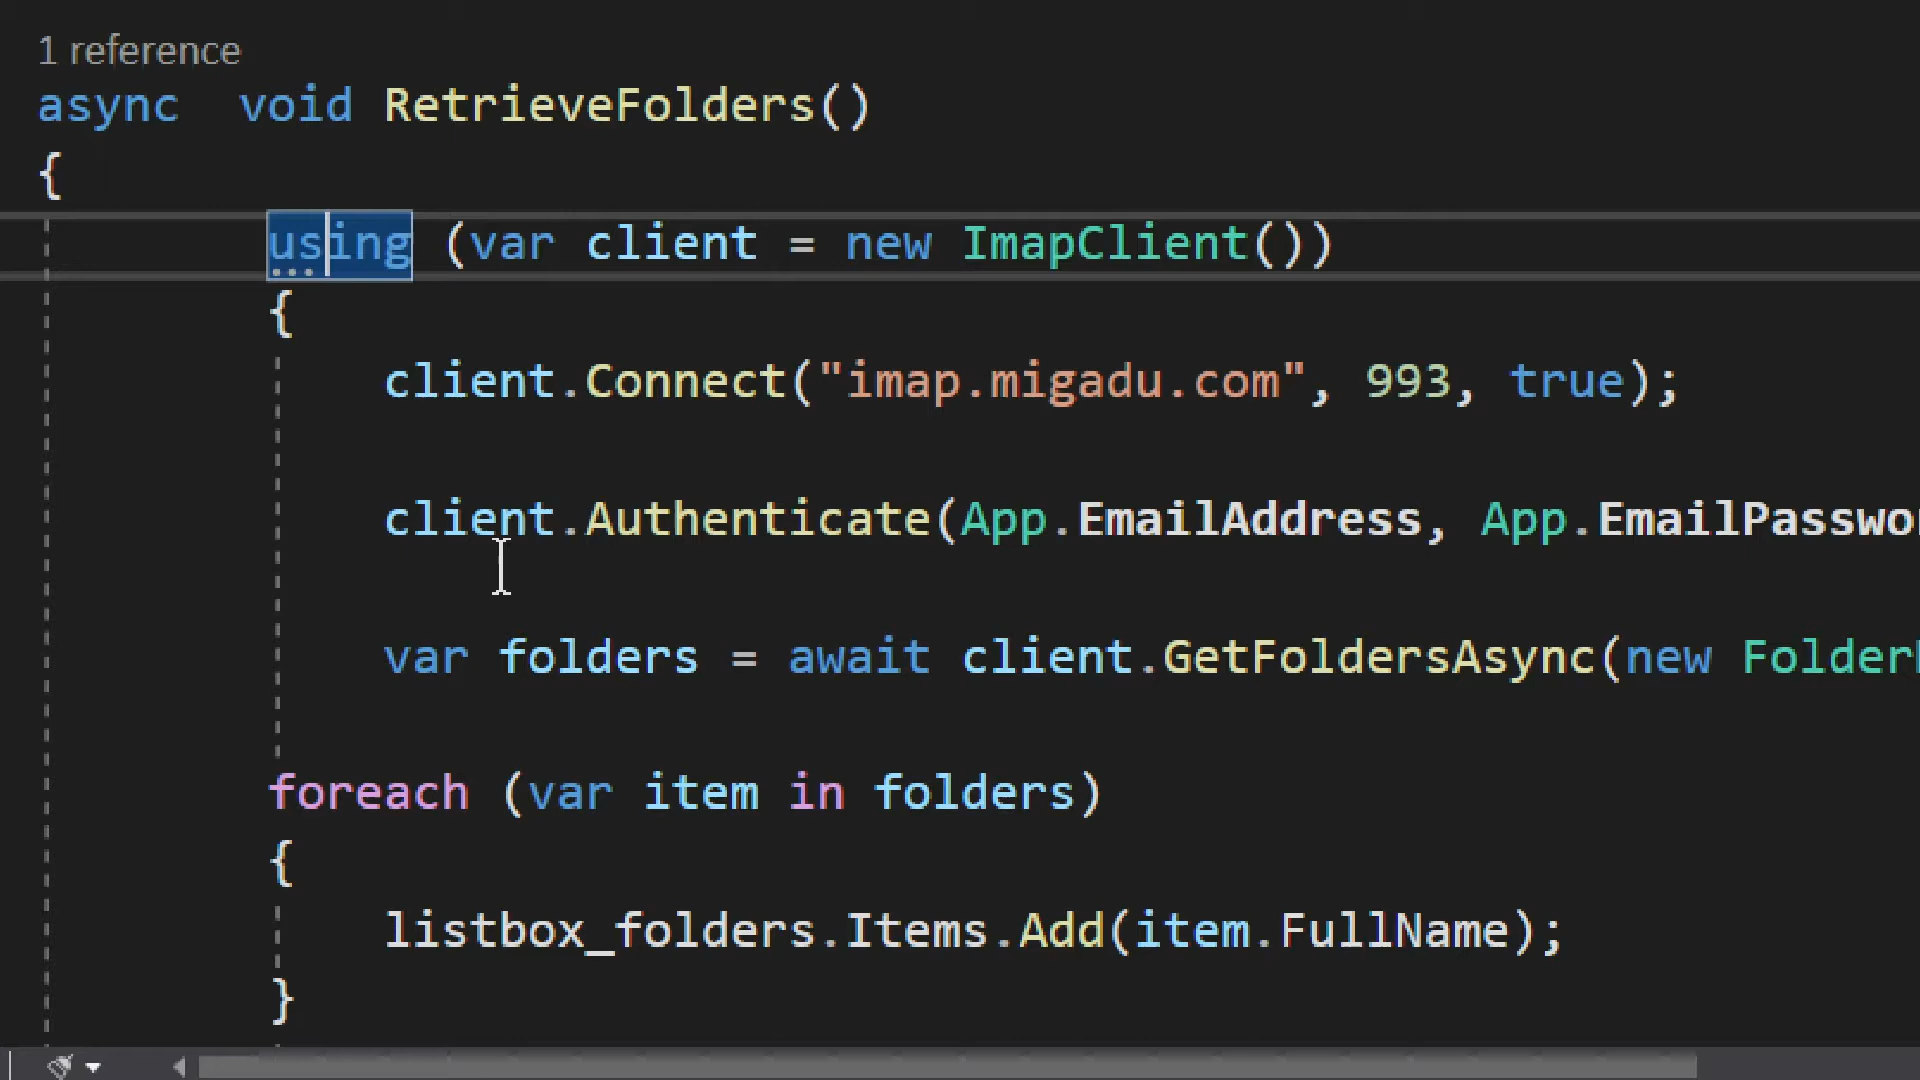 1 reference
async  void RetrieveFolders()
{
using (var client = new ImapClient())
{
client.Connect("imap.migadu.com", 993, true);
client.Authenticate(App.EmailAddress, App.EmailPasswo
var folders = await client.GetFoldersAsync(new Folder
foreach (var item in folders)
{
listbox_folders.Items.Add(item.FullName);
}